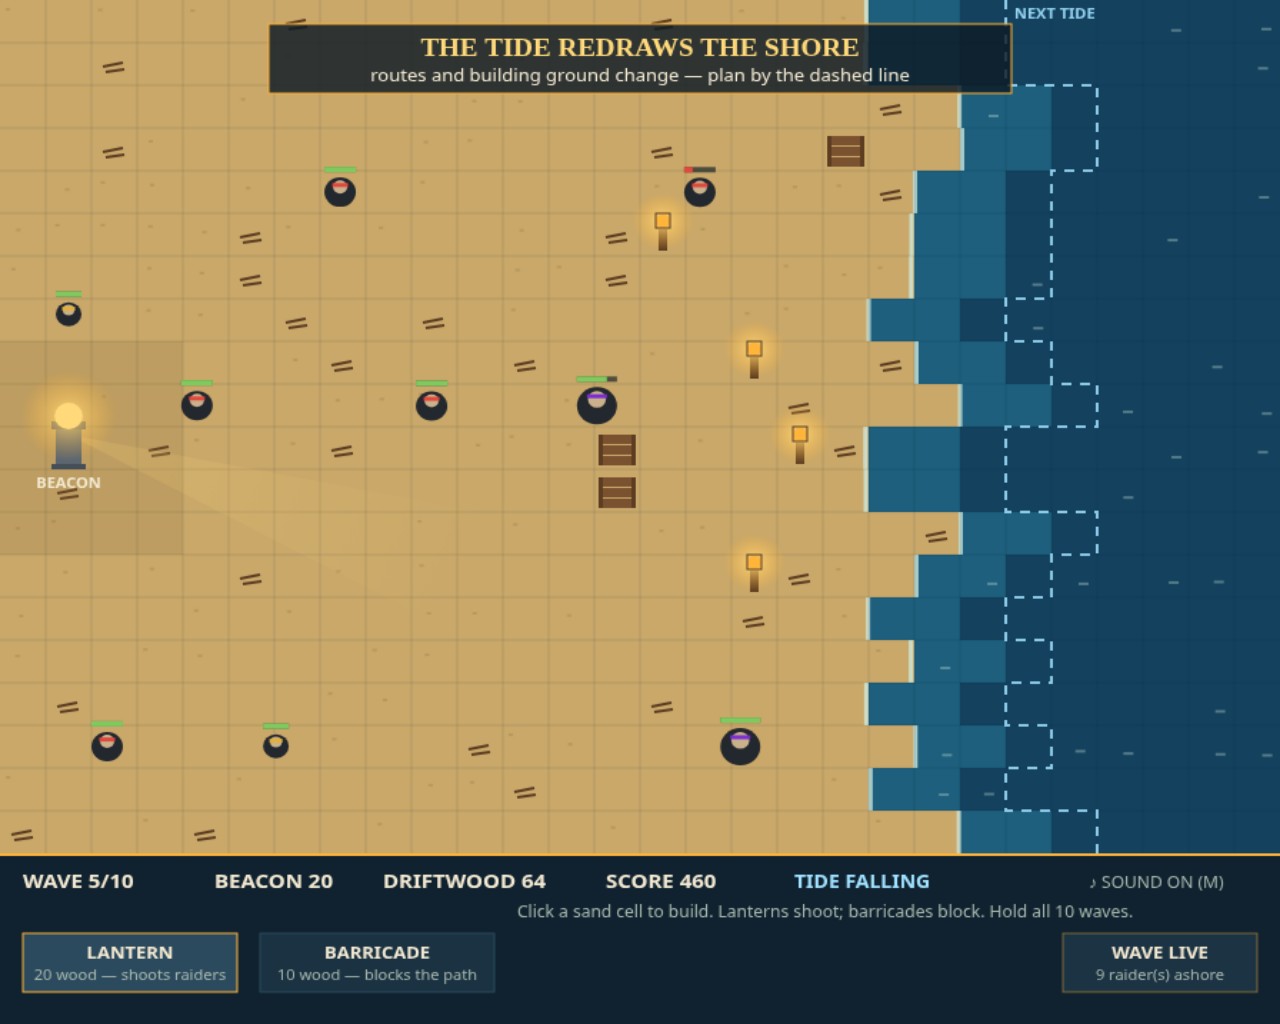 NEXT TIDE
THE TIDE REDRAWS THE SHORE
routes and building ground change — plan by the dashed line
BEACON
WAVE 5/10
BEACON 20
DRIFTWOOD 64
SCORE 460
TIDE FALLING
♪ SOUND ON (M)
Click a sand cell to build. Lanterns shoot; barricades block. Hold all 10 waves.
LANTERN
20 wood — shoots raiders
BARRICADE
10 wood — blocks the path
WAVE LIVE
9 raider(s) ashore